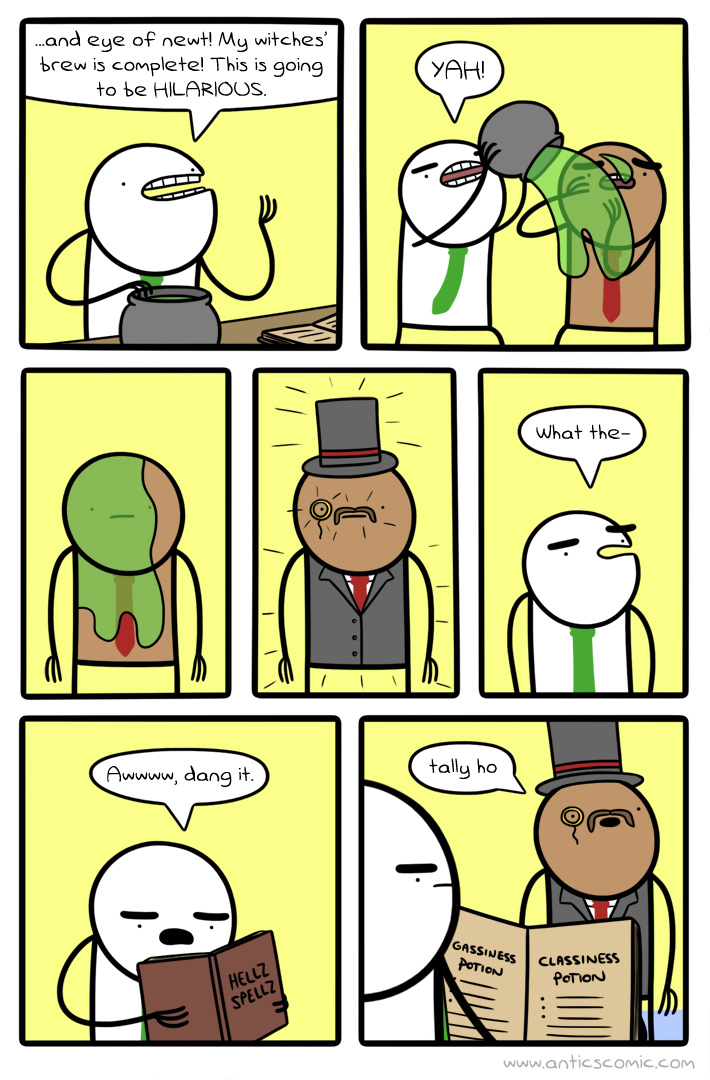 ...and eye of newt! My witches'
brew is complete! This is going
to be HILARIOUS.
YAH!
What the-
Awwww, dang it.
HELLZ
SPELLZ
tally ho
GASSINESS
POTION
CLASSINESS
POTION
www.anticscomic.com